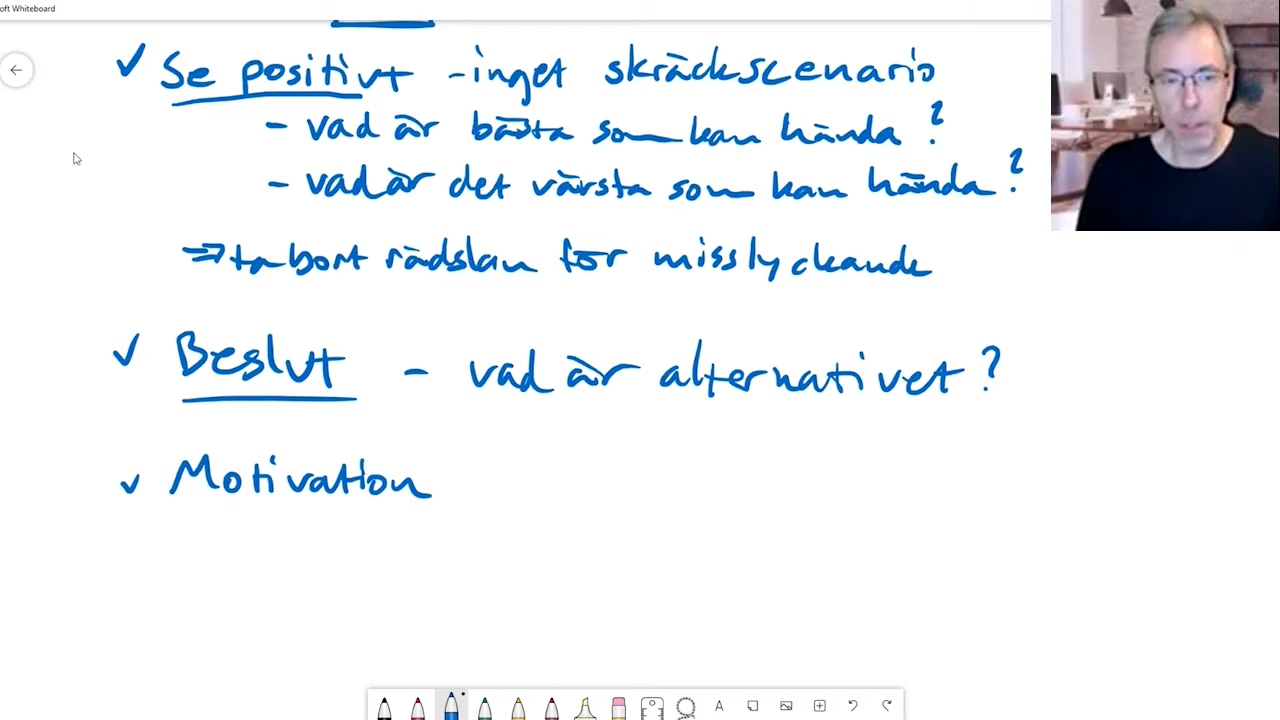 oft Whiteboard
✓ Se positivt - inget skräckscenario
- vad är bästa som kan hända?
- vad är det värsta som kan hända?
⇒ ta bort rädslan för misslyckande
✓ Beslut - vad är alternativet?
✓ Motivation